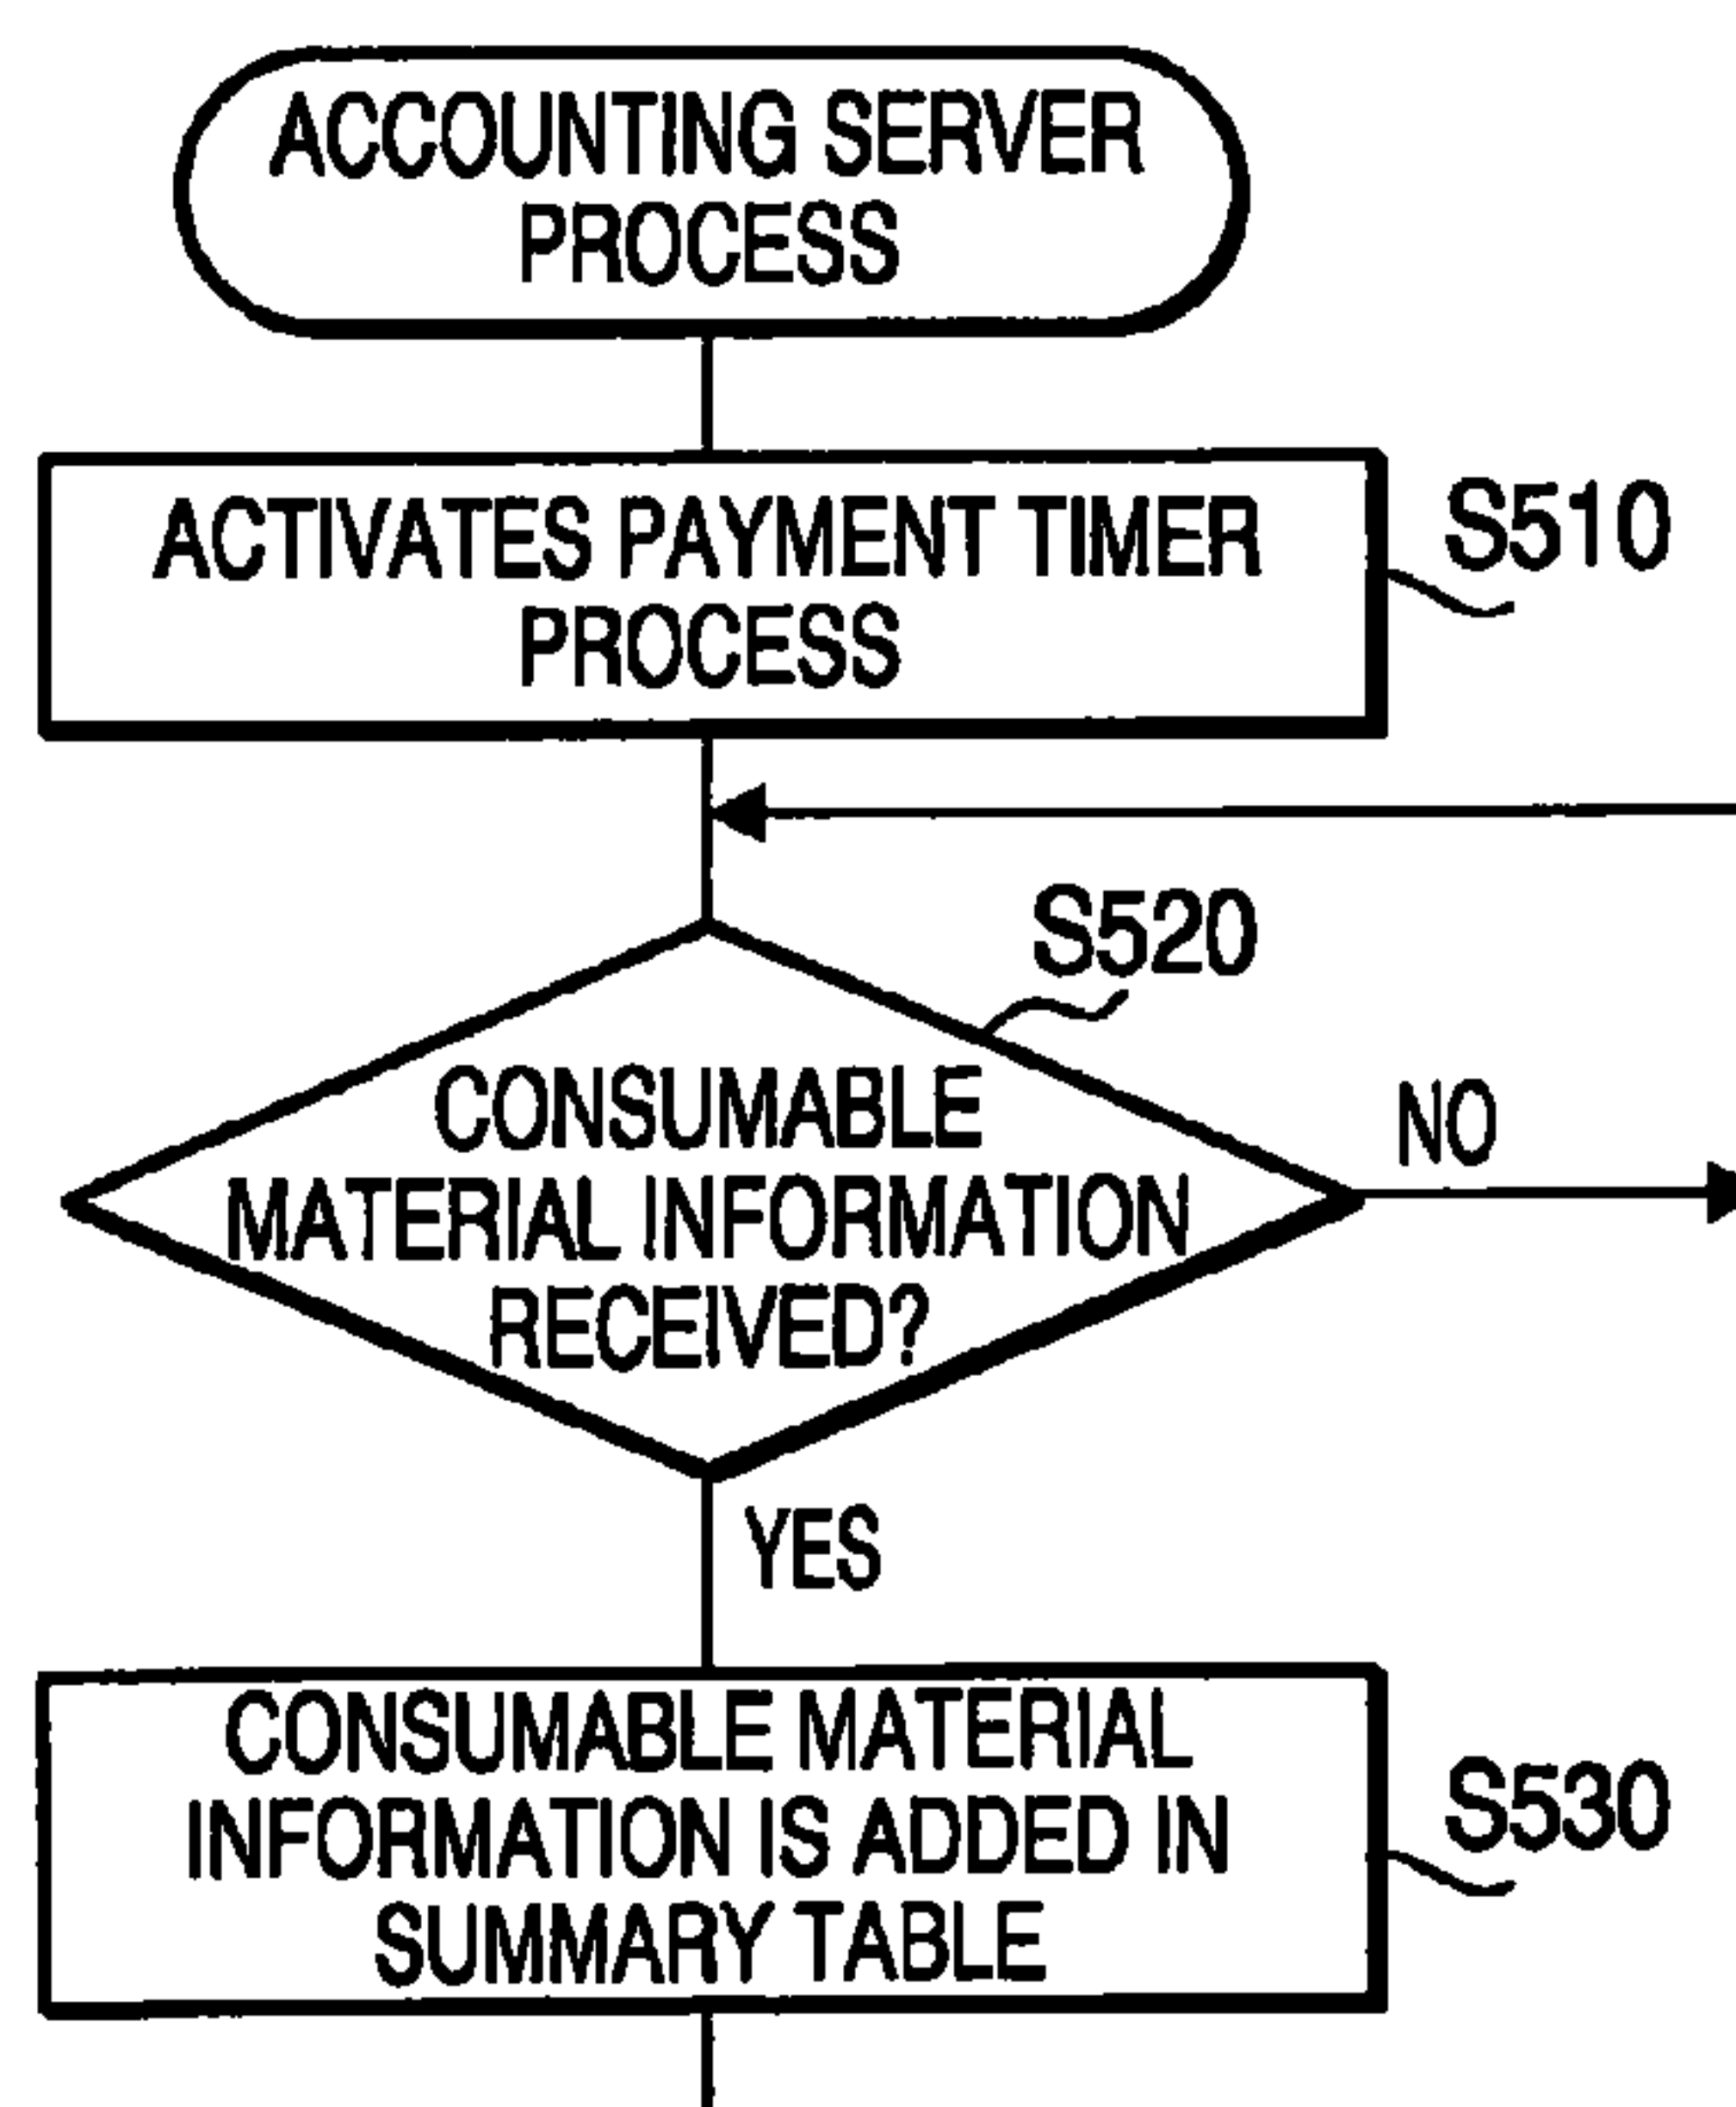 ACCOUNTING SERVER
PROCESS
ACTIVATES PAYMENT TIMER
PROCESS
S510
S520
CONSUMABLE
MATERIAL INFORMATION
RECEIVED?
NO
YES
CONSUMABLE MATERIAL
INFORMATION IS ADDED IN
SUMMARY TABLE
S530